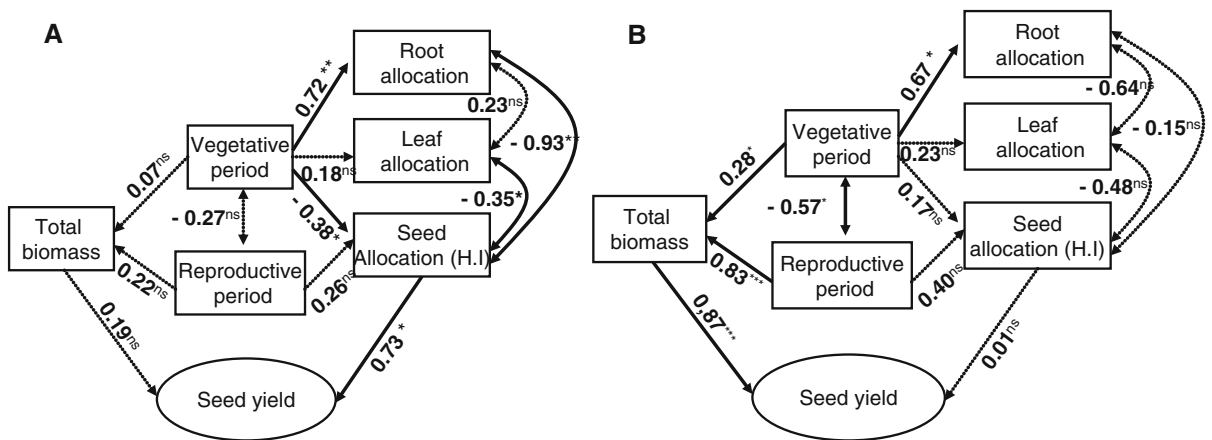 A
Root
allocation
0.72 **
0.23ns
Vegetative
period
Leaf
allocation
- 0.93**
0.07ns
0.18ns
- 0.35*
- 0.27ns
- 0.38*
Total
biomass
Seed
Allocation (H.I)
Reproductive
period
0.22ns
0.26ns
0.19ns
0.73 *
Seed yield
B
Root
allocation
0.67 *
- 0.64ns
Vegetative
period
Leaf
allocation
- 0.15ns
0.28*
0.23ns
- 0.48ns
0.17ns
- 0.57*
Total
biomass
Seed
allocation (H.I)
Reproductive
period
0.83***
0.40ns
0,87***
0.01ns
Seed yield